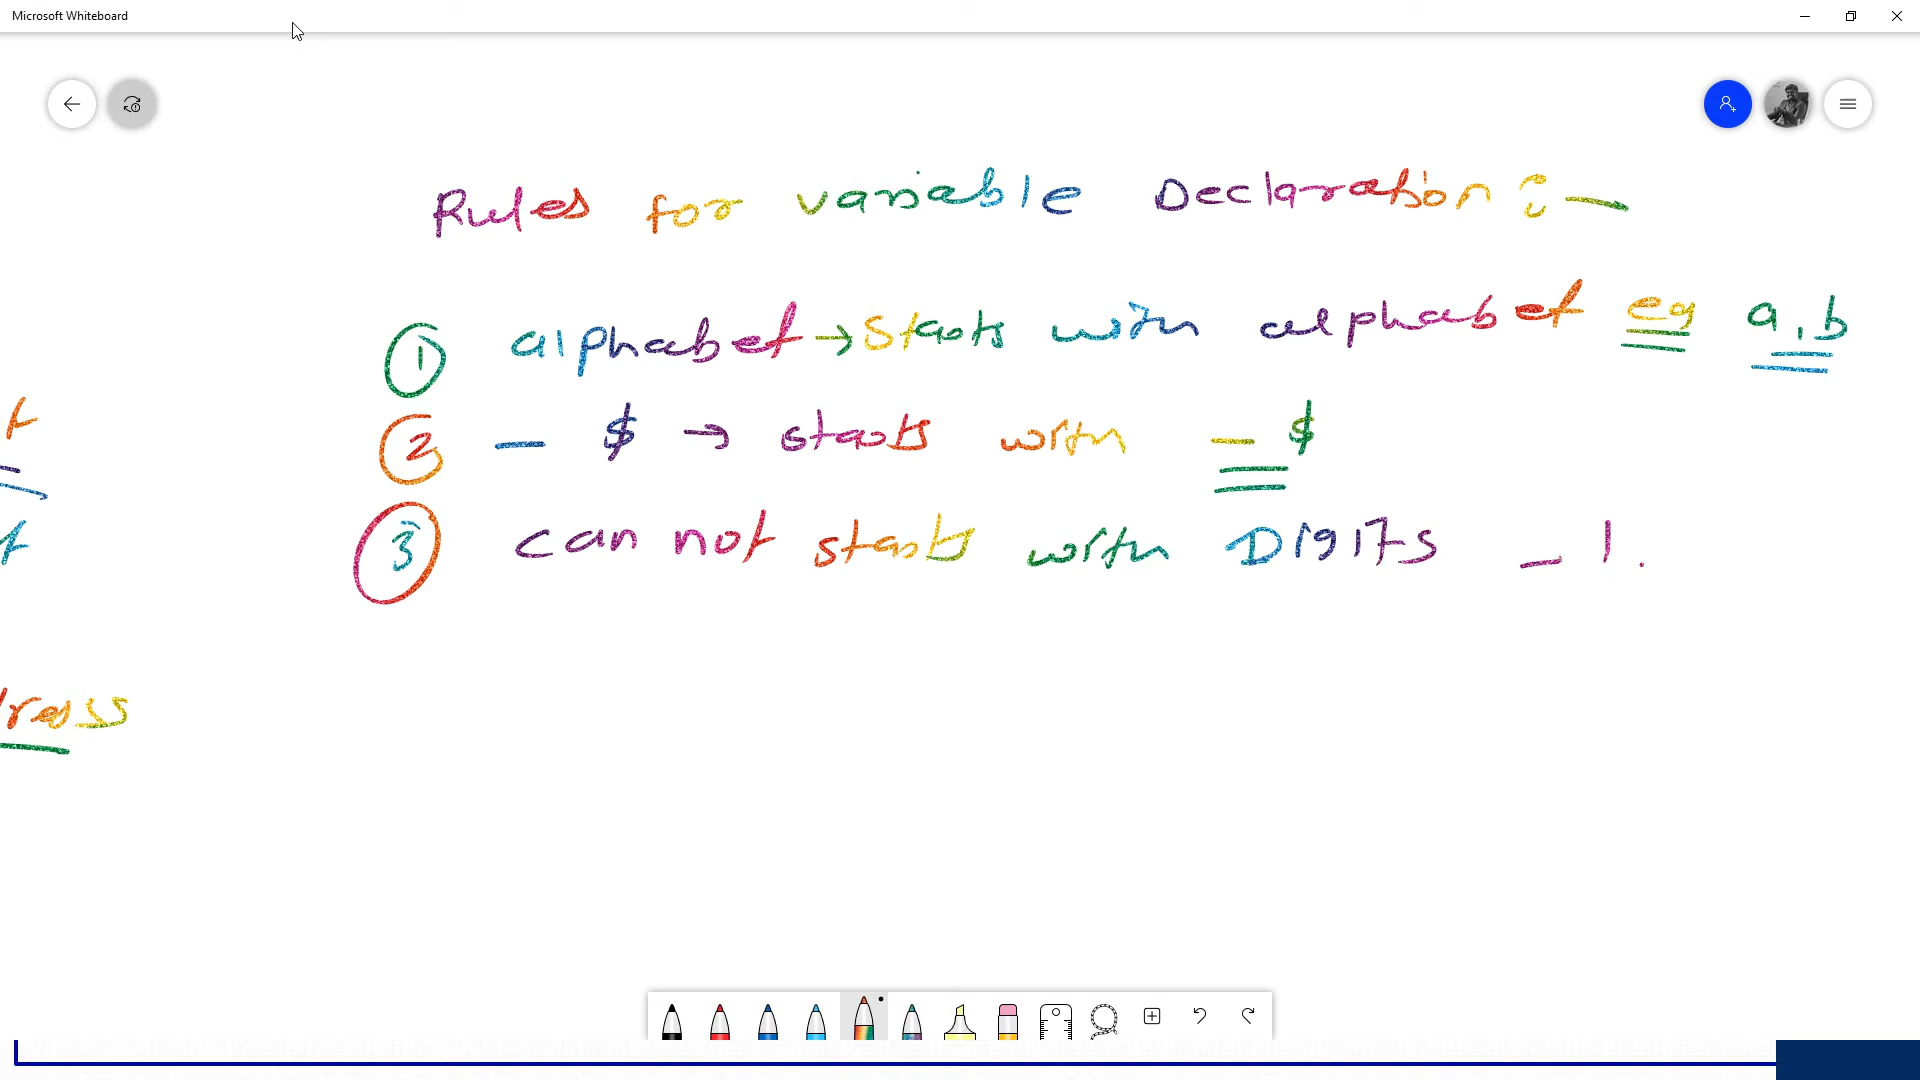 Microsoft Whiteboard
Rules for variable Declaration :-
① alphabet → Starts with alphabet eg a, b
② _ $ → starts with _ $
③ can not starts with Digits _ 1.
ress